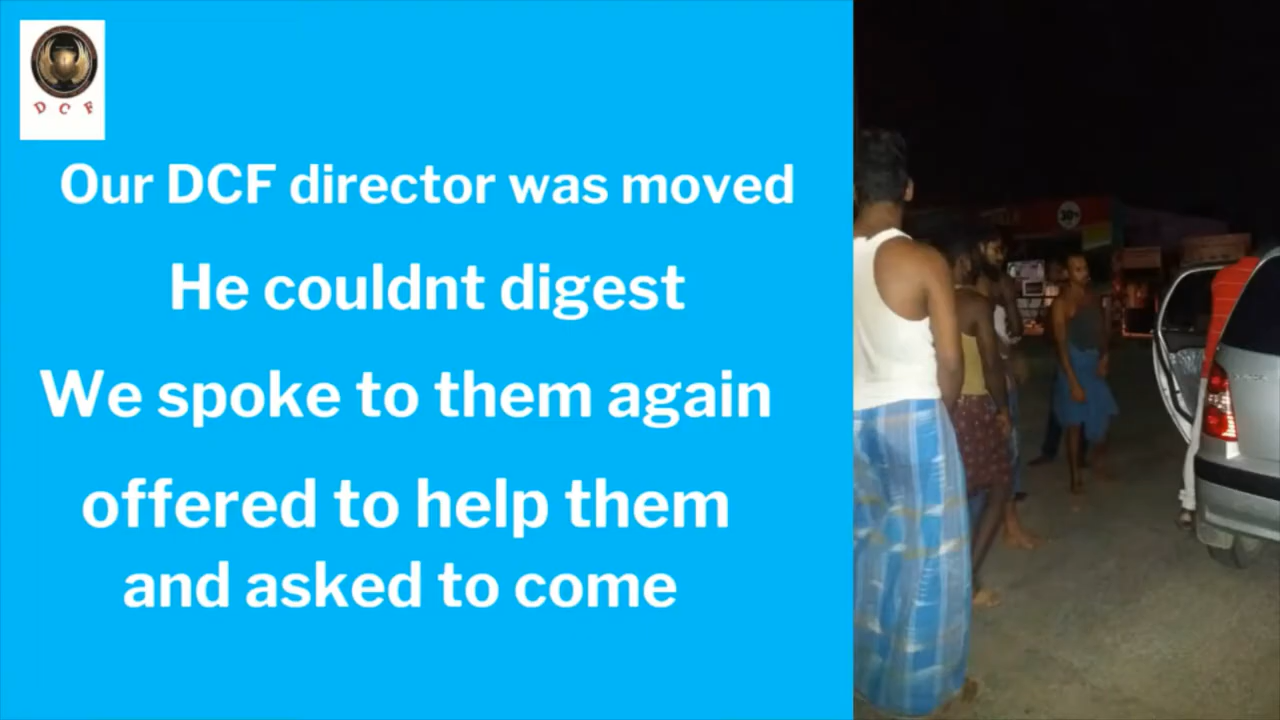 D C F
Our DCF director was moved
He couldnt digest
We spoke to them again
offered to help them
and asked to come
30%